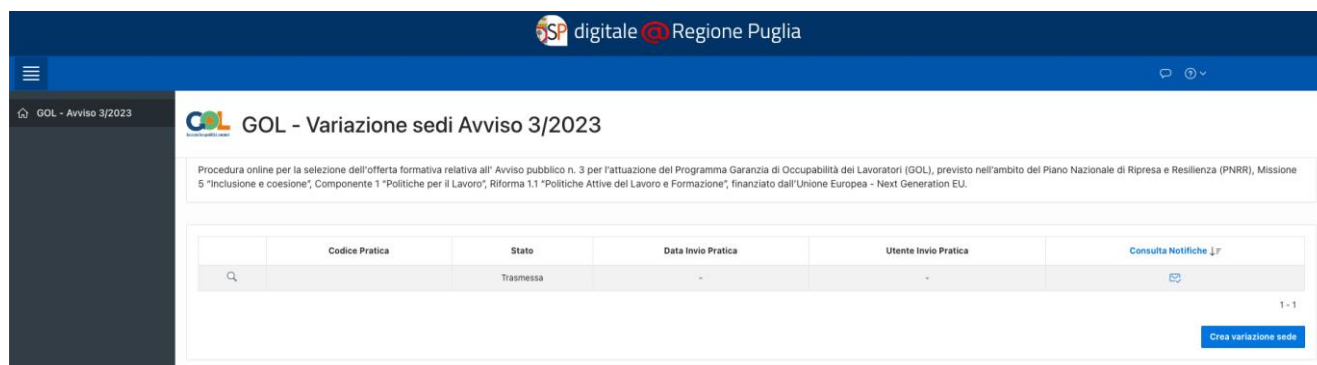 SP digitale@Regione Puglia
GOL - Avviso 3/2023
GOL GOL - Variazione sedi Avviso 3/2023
Procedura online per la selezione dell'offerta formativa relativa all' Avviso pubblico n. 3 per l'attuazione del Programma Garanzia di Occupabilità dei Lavoratori (GOL), previsto nell'ambito del Piano Nazionale di Ripresa e Resilienza (PNRR), Missione
5 "Inclusione e coesione", Componente 1 "Politiche per il Lavoro", Riforma 1.1 "Politiche Attive del Lavoro e Formazione", finanziato dall'Unione Europea - Next Generation EU.
Codice Pratica Stato Data Invio Pratica Utente Invio Pratica Consulta Notifiche
Trasmessa - -
1 - 1
Crea variazione sede